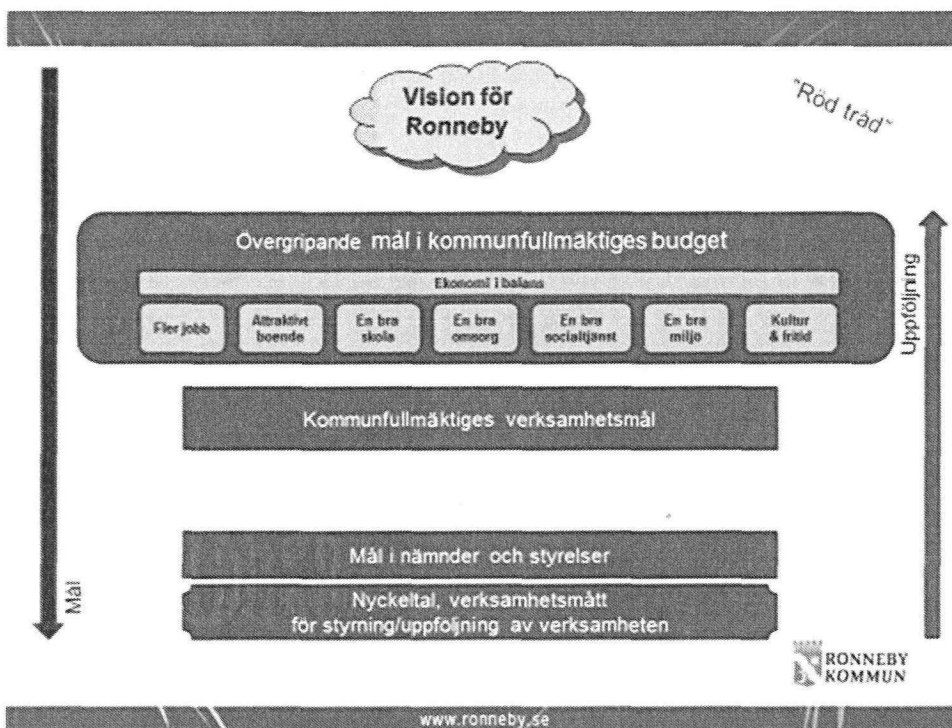 Vision för
Ronneby
"Röd tråd"
Övergripande mål i kommunfullmäktiges budget
Ekonomi i balans
Fler jobb
Attraktivt
boende
En bra
skola
En bra
omsorg
En bra
socialtjänst
En bra
miljö
Kultur
& fritid
Uppföljning
Kommunfullmäktiges verksamhetsmål
Mål i nämnder och styrelser
Mål
Nyckeltal, verksamhetsmått
för styrning/uppföljning av verksamheten
RONNEBY
KOMMUN
www.ronneby.se